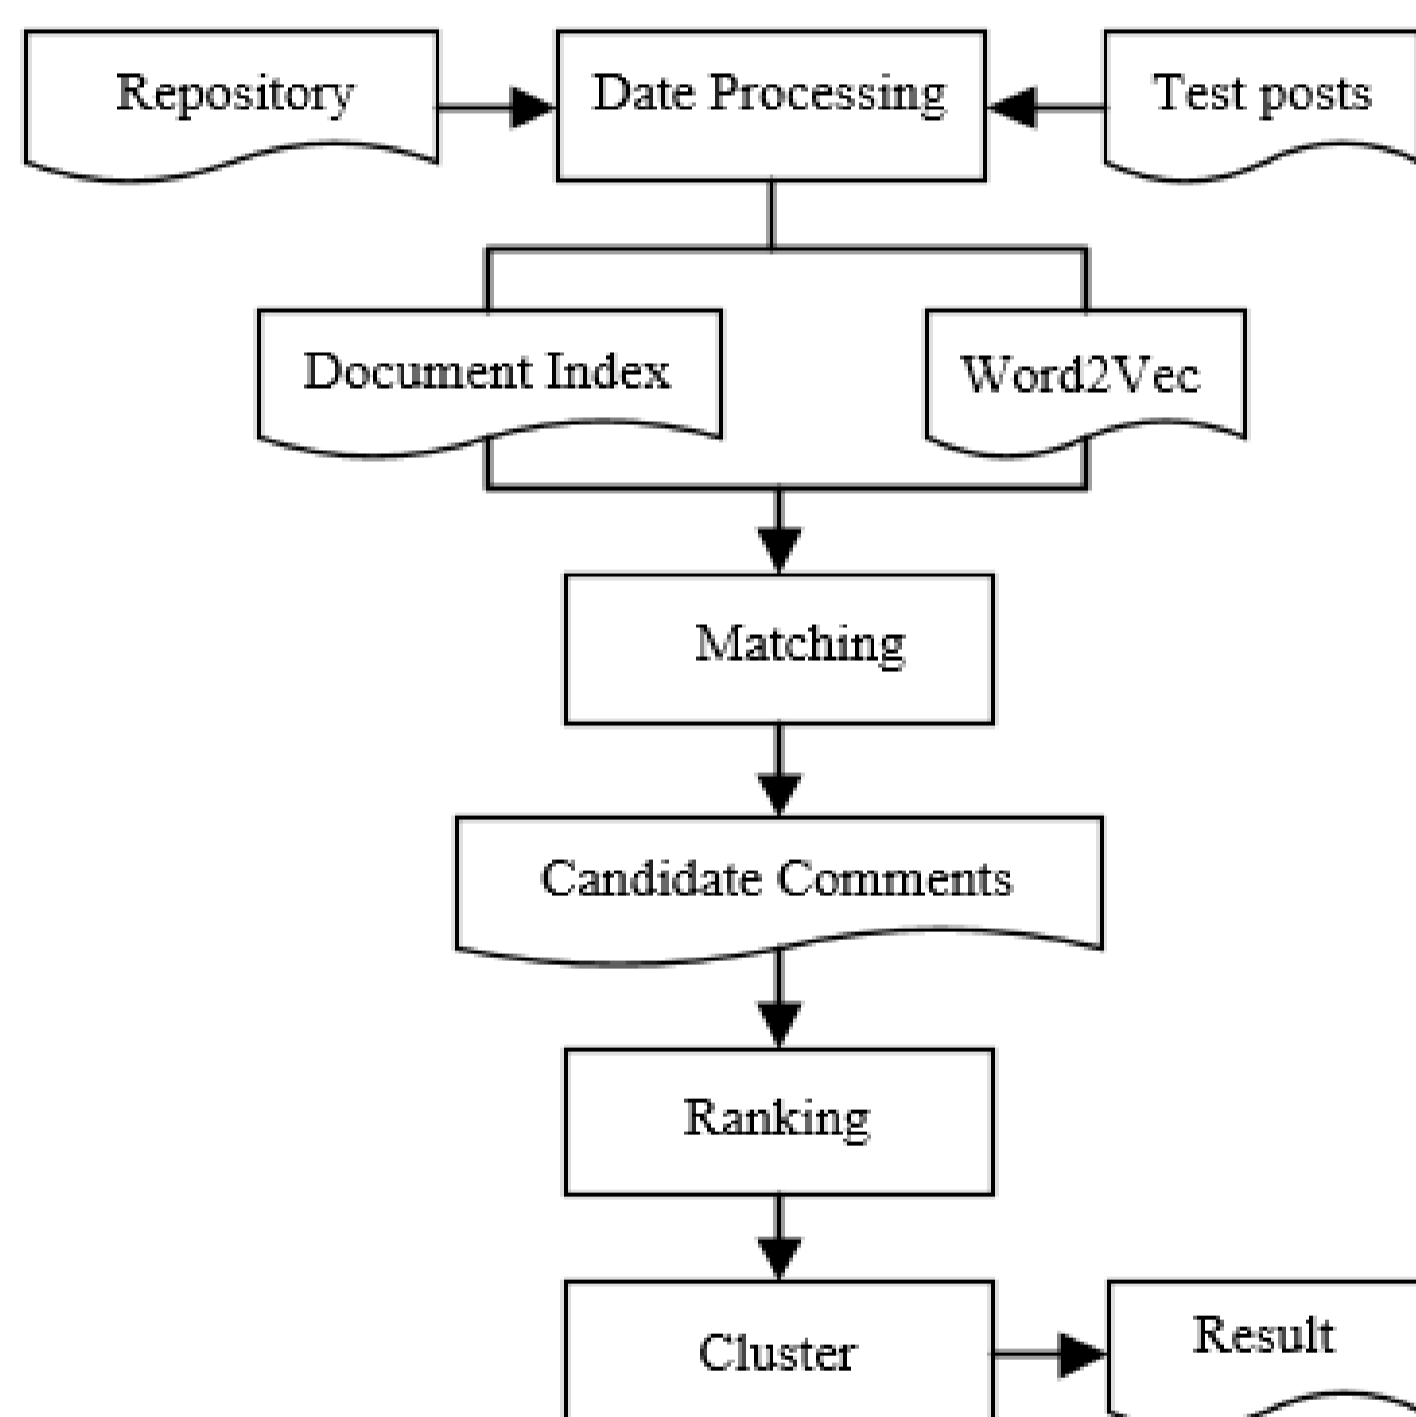 Repository
Date Processing
Test posts
Document Index
Word2Vec
Matching
Candidate Comments
Ranking
Cluster
Result